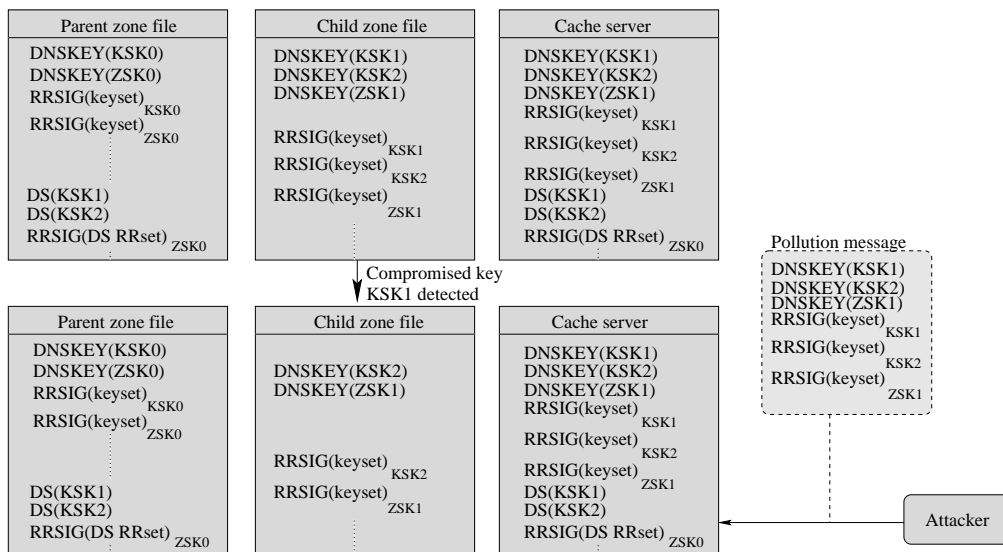 Parent zone file
DNSKEY(KSK0)
DNSKEY(ZSK0)
RRSIG(keyset)KSK0
RRSIG(keyset)ZSK0
DS(KSK1)
DS(KSK2)
RRSIG(DS RRset)ZSK0
Child zone file
DNSKEY(KSK1)
DNSKEY(KSK2)
DNSKEY(ZSK1)
RRSIG(keyset)KSK1
RRSIG(keyset)KSK2
RRSIG(keyset)ZSK1
Cache server
DNSKEY(KSK1)
DNSKEY(KSK2)
DNSKEY(ZSK1)
RRSIG(keyset)KSK1
RRSIG(keyset)KSK2
RRSIG(keyset)ZSK1
DS(KSK1)
DS(KSK2)
RRSIG(DS RRset)ZSK0
Compromised key
KSK1 detected
Pollution message
DNSKEY(KSK1)
DNSKEY(KSK2)
DNSKEY(ZSK1)
RRSIG(keyset)KSK1
RRSIG(keyset)KSK2
RRSIG(keyset)ZSK1
Parent zone file
DNSKEY(KSK0)
DNSKEY(ZSK0)
RRSIG(keyset)KSK0
RRSIG(keyset)ZSK0
DS(KSK1)
DS(KSK2)
RRSIG(DS RRset)ZSK0
Child zone file
DNSKEY(KSK2)
DNSKEY(ZSK1)
RRSIG(keyset)KSK2
RRSIG(keyset)ZSK1
Cache server
DNSKEY(KSK1)
DNSKEY(KSK2)
DNSKEY(ZSK1)
RRSIG(keyset)KSK1
RRSIG(keyset)KSK2
RRSIG(keyset)ZSK1
DS(KSK1)
DS(KSK2)
RRSIG(DS RRset)ZSK0
Attacker